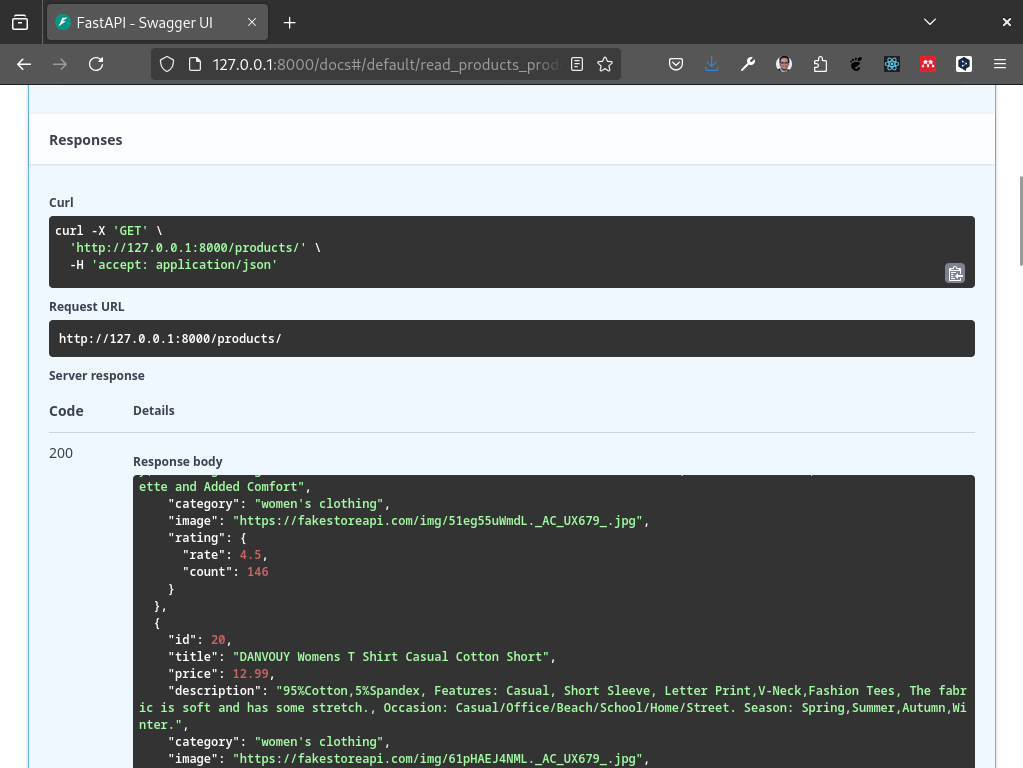 FastAPI - Swagger UI
127.0.0.1:8000/docs#/default/read_products_prod
Responses
Curl
curl -X 'GET' \
'http://127.0.0.1:8000/products/' \
-H 'accept: application/json'
Request URL
http://127.0.0.1:8000/products/
Server response
Code Details
200
Response body
ette and Added Comfort",
"category": "women's clothing",
"image": "https://fakestoreapi.com/img/51eg55uWmdL._AC_UX679_.jpg",
"rating": {
"rate": 4.5,
"count": 146
}
},
{
"id": 20,
"title": "DANVOUY Womens T Shirt Casual Cotton Short",
"price": 12.99,
"description": "95%Cotton,5%Spandex, Features: Casual, Short Sleeve, Letter Print,V-Neck,Fashion Tees, The fabr
ic is soft and has some stretch., Occasion: Casual/Office/Beach/School/Home/Street. Season: Spring,Summer,Autumn,Wi
nter.",
"category": "women's clothing",
"image": "https://fakestoreapi.com/img/61pHAEJ4NML._AC_UX679_.jpg",